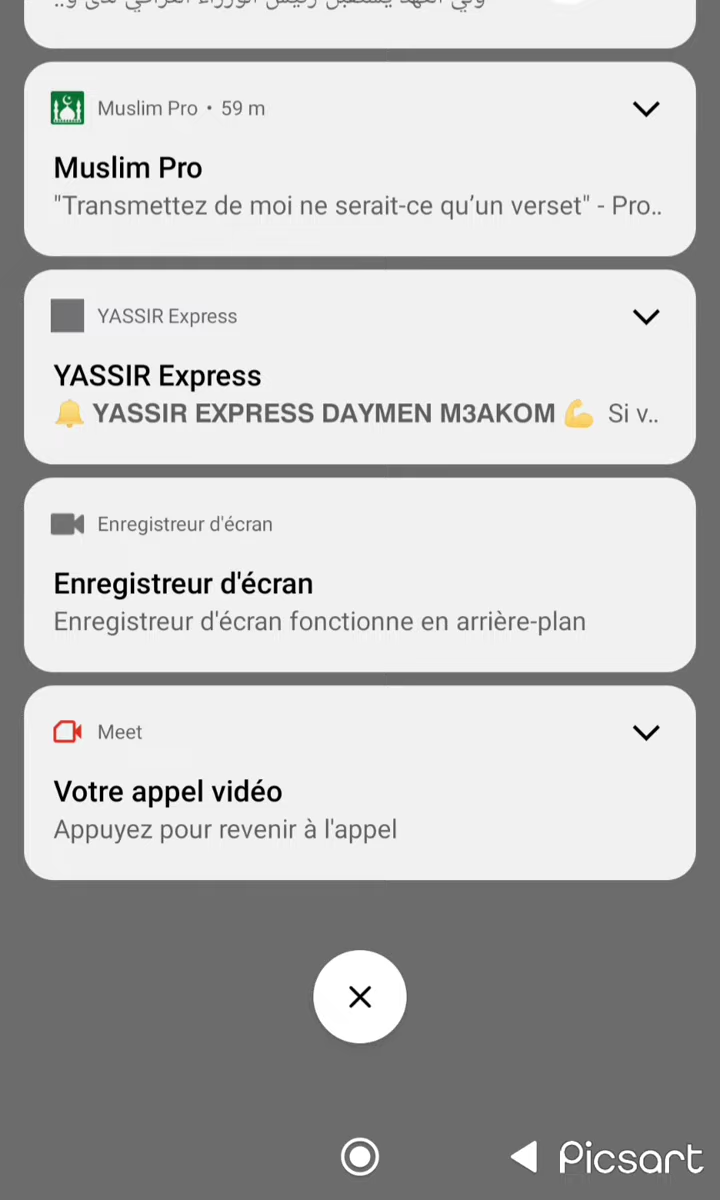 Muslim Pro • 59 m
Muslim Pro
"Transmettez de moi ne serait-ce qu’un verset" - Pro..
YASSIR Express
YASSIR Express
🔔 YASSIR EXPRESS DAYMEN M3AKOM 💪 Si v..
Enregistreur d'écran
Enregistreur d'écran
Enregistreur d'écran fonctionne en arrière-plan
Meet
Votre appel vidéo
Appuyez pour revenir à l'appel
Picsart